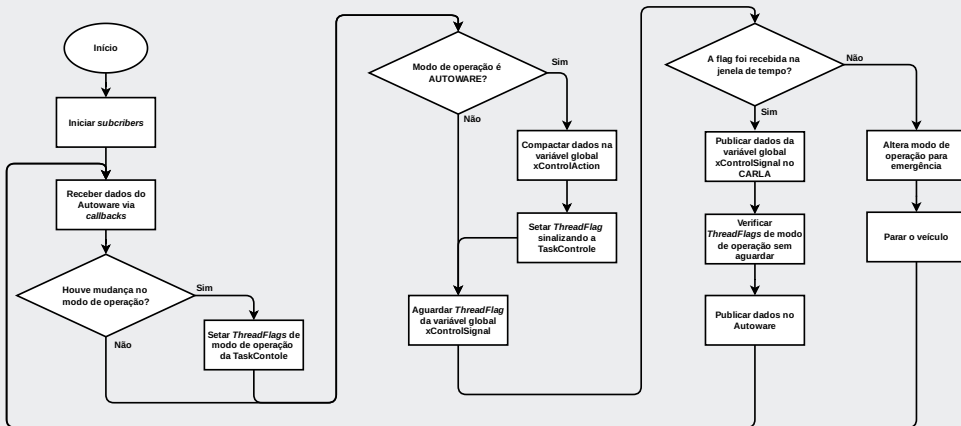 Início
Iniciar subcribers
Receber dados do
Autoware via
callbacks
Houve mudança no
modo de operação?
Sim
Não
Setar ThreadFlags de
modo de operação
da TaskContole
Modo de operação é
AUTOWARE?
Sim
Não
Compactar dados na
variável global
xControlAction
Setar ThreadFlag
sinalizando a
TaskControle
Aguardar ThreadFlag
da variável global
xControlSignal
A flag foi recebida na
jenela de tempo?
Não
Sim
Publicar dados da
variável global
xControlSignal no
CARLA
Verificar
ThreadFlags de modo
de operação sem
aguardar
Publicar dados no
Autoware
Altera modo de
operação para
emergência
Parar o veículo